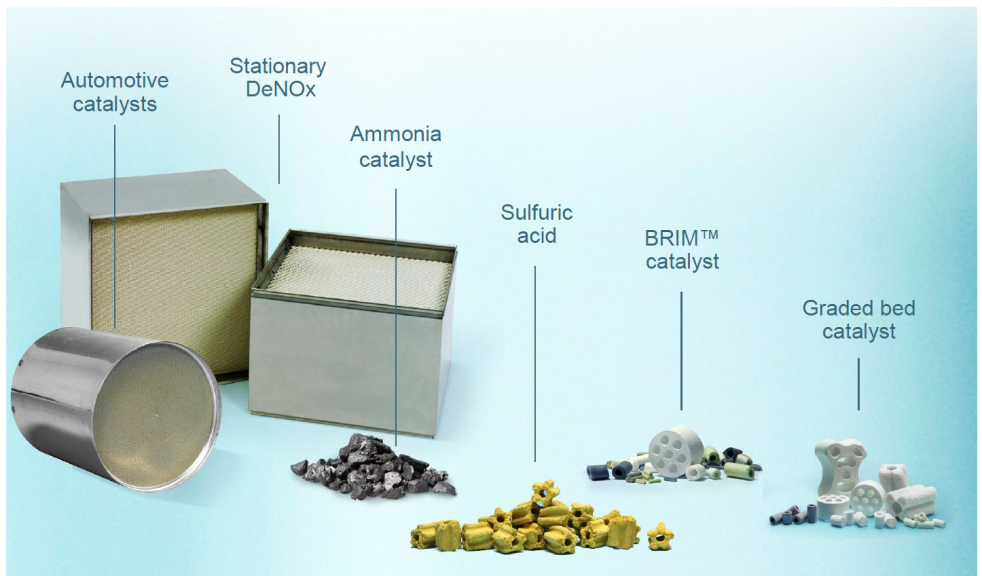 Automotive
catalysts
Stationary
DeNOx
Ammonia
catalyst
Sulfuric
acid
BRIM™
catalyst
Graded bed
catalyst